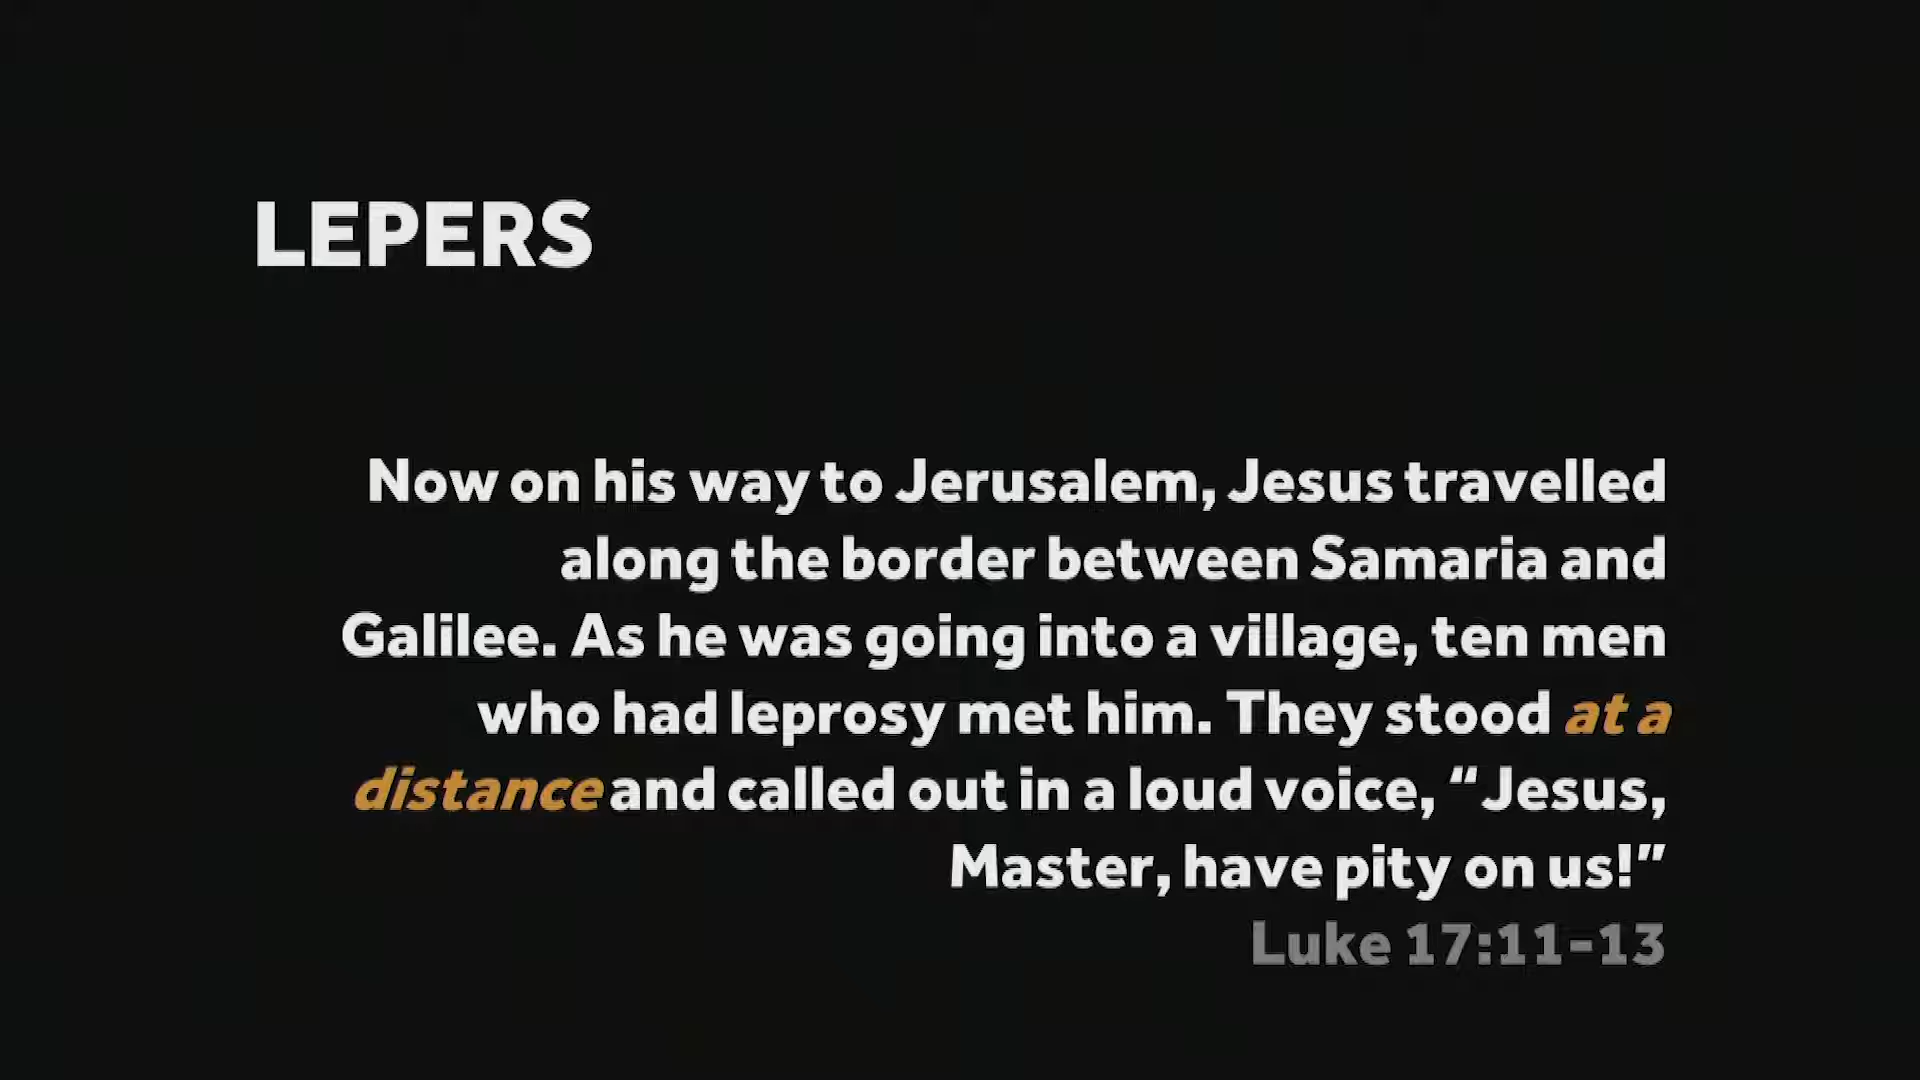 LEPERS
Now on his way to Jerusalem, Jesus travelled
along the border between Samaria and
Galilee. As he was going into a village, ten men
who had leprosy met him. They stood at a
distance and called out in a loud voice, “Jesus,
Master, have pity on us!”
Luke 17:11-13